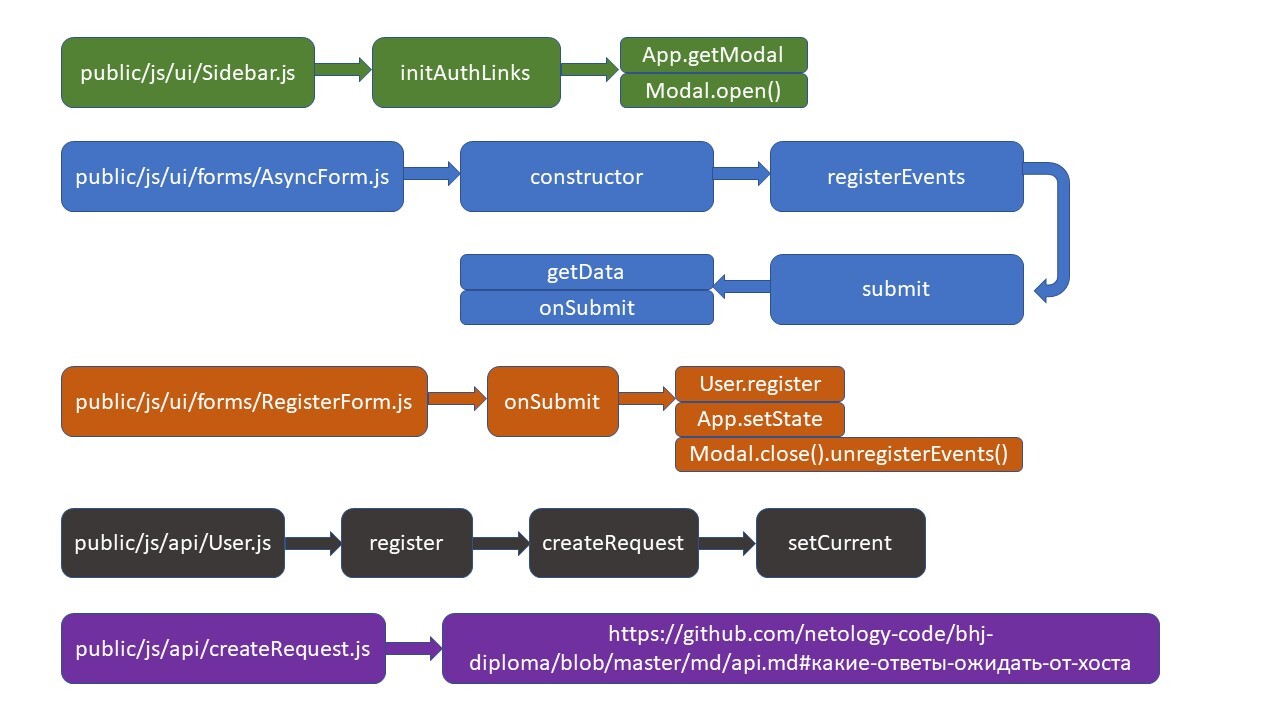 public/js/ui/Sidebar.js
initAuthLinks
App.getModal
Modal.open()
public/js/ui/forms/AsyncForm.js
constructor
registerEvents
getData
onSubmit
submit
public/js/ui/forms/RegisterForm.js
onSubmit
User.register
App.setState
Modal.close().unregisterEvents()
public/js/api/User.js
register
createRequest
setCurrent
public/js/api/createRequest.js
https://github.com/netology-code/bhj-
diploma/blob/master/md/api.md#какие-ответы-ожидать-от-хоста